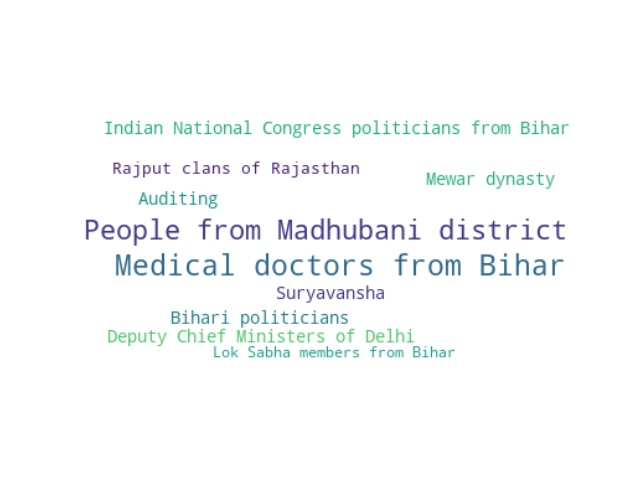 Indian National Congress politicians from Bihar
Rajput clans of Rajasthan
Mewar dynasty
Auditing
People from Madhubani district
Medical doctors from Bihar
Suryavansha
Bihari politicians
Deputy Chief Ministers of Delhi
Lok Sabha members from Bihar